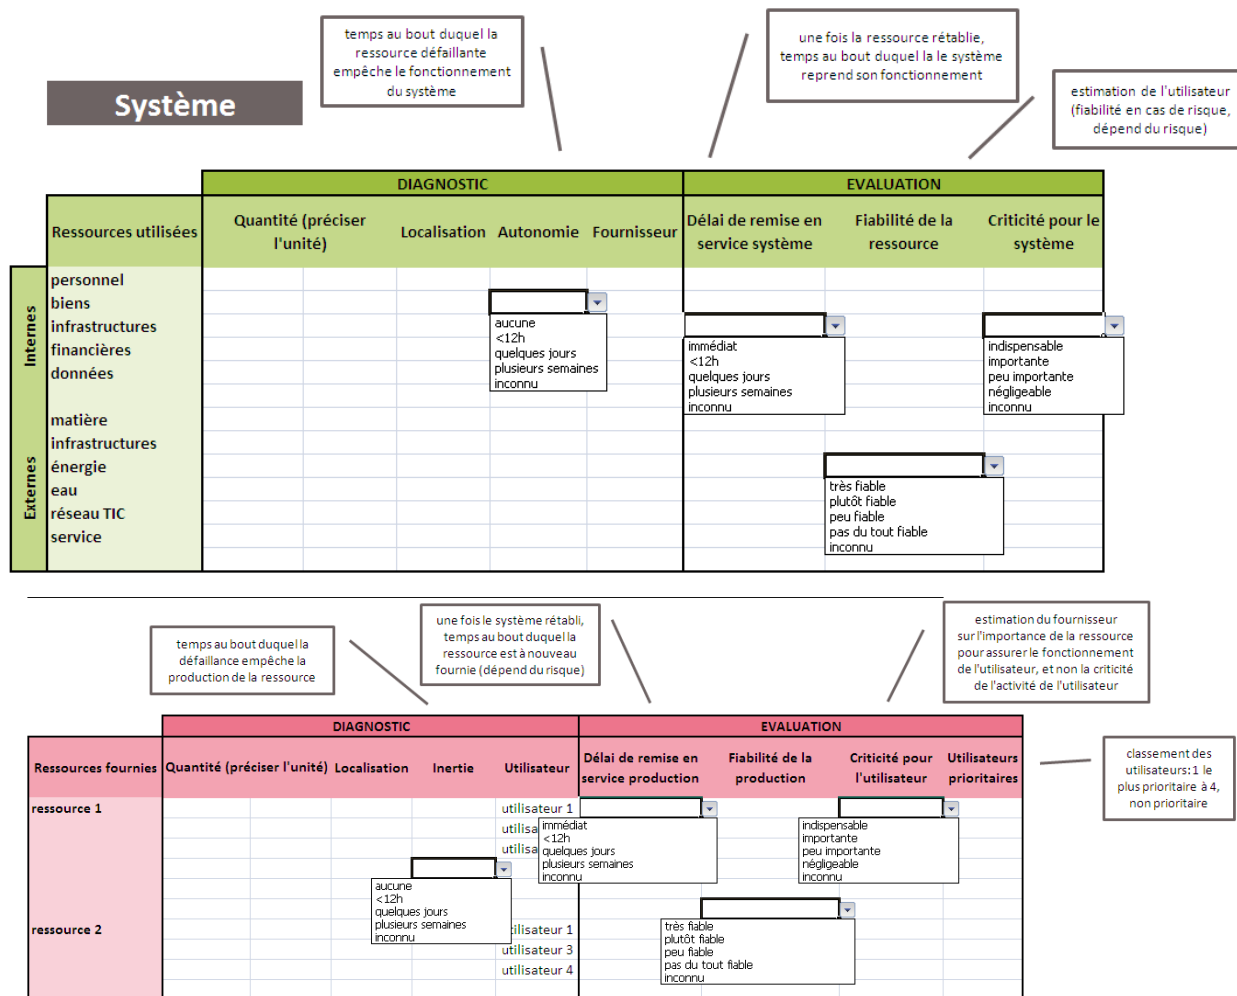 temps au bout duquel la
ressource défaillante
empêche le fonctionnement
du système
une fois la ressource rétablie,
temps au bout duquel la le système
reprend son fonctionnement
estimation de l'utilisateur
(fiabilité en cas de risque,
dépend du risque)
Système
DIAGNOSTIC
EVALUATION
Ressources utilisées
Quantité (préciser
l'unité)
Localisation
Autonomie
Fournisseur
Délai de remise en
service système
Fiabilité de la
ressource
Criticité pour le
système
Internes
personnel
biens
infrastructures
financières
données
aucune
<12h
quelques jours
plusieurs semaines
inconnu
immédiat
<12h
quelques jours
plusieurs semaines
inconnu
indispensable
importante
peu importante
négligeable
inconnu
Externes
matière
infrastructures
énergie
eau
réseau TIC
service
très fiable
plutôt fiable
peu fiable
pas du tout fiable
inconnu
temps au bout duquel la
défaillance empêche la
production de la ressource
une fois le système rétabli,
temps au bout duquel la
ressource est à nouveau
fournie (dépend du risque)
estimation du fournisseur
sur l'importance de la ressource
pour assurer le fonctionnement
de l'utilisateur, et non la criticité
de l'activité de l'utilisateur
DIAGNOSTIC
EVALUATION
Ressources fournies
Quantité (préciser l'unité)
Localisation
Inertie
Utilisateur
Délai de remise en
service production
Fiabilité de la
production
Criticité pour
l'utilisateur
Utilisateurs
prioritaires
classement des
utilisateurs: 1 le
plus prioritaire à 4,
non prioritaire
ressource 1
utilisateur 1
utilisa
utilisa
immédiat
<12h
quelques jours
plusieurs semaines
inconnu
indispensable
importante
peu importante
négligeable
inconnu
aucune
<12h
quelques jours
plusieurs semaines
inconnu
très fiable
plutôt fiable
peu fiable
pas du tout fiable
inconnu
ressource 2
tilisateur 1
utilisateur 3
utilisateur 4